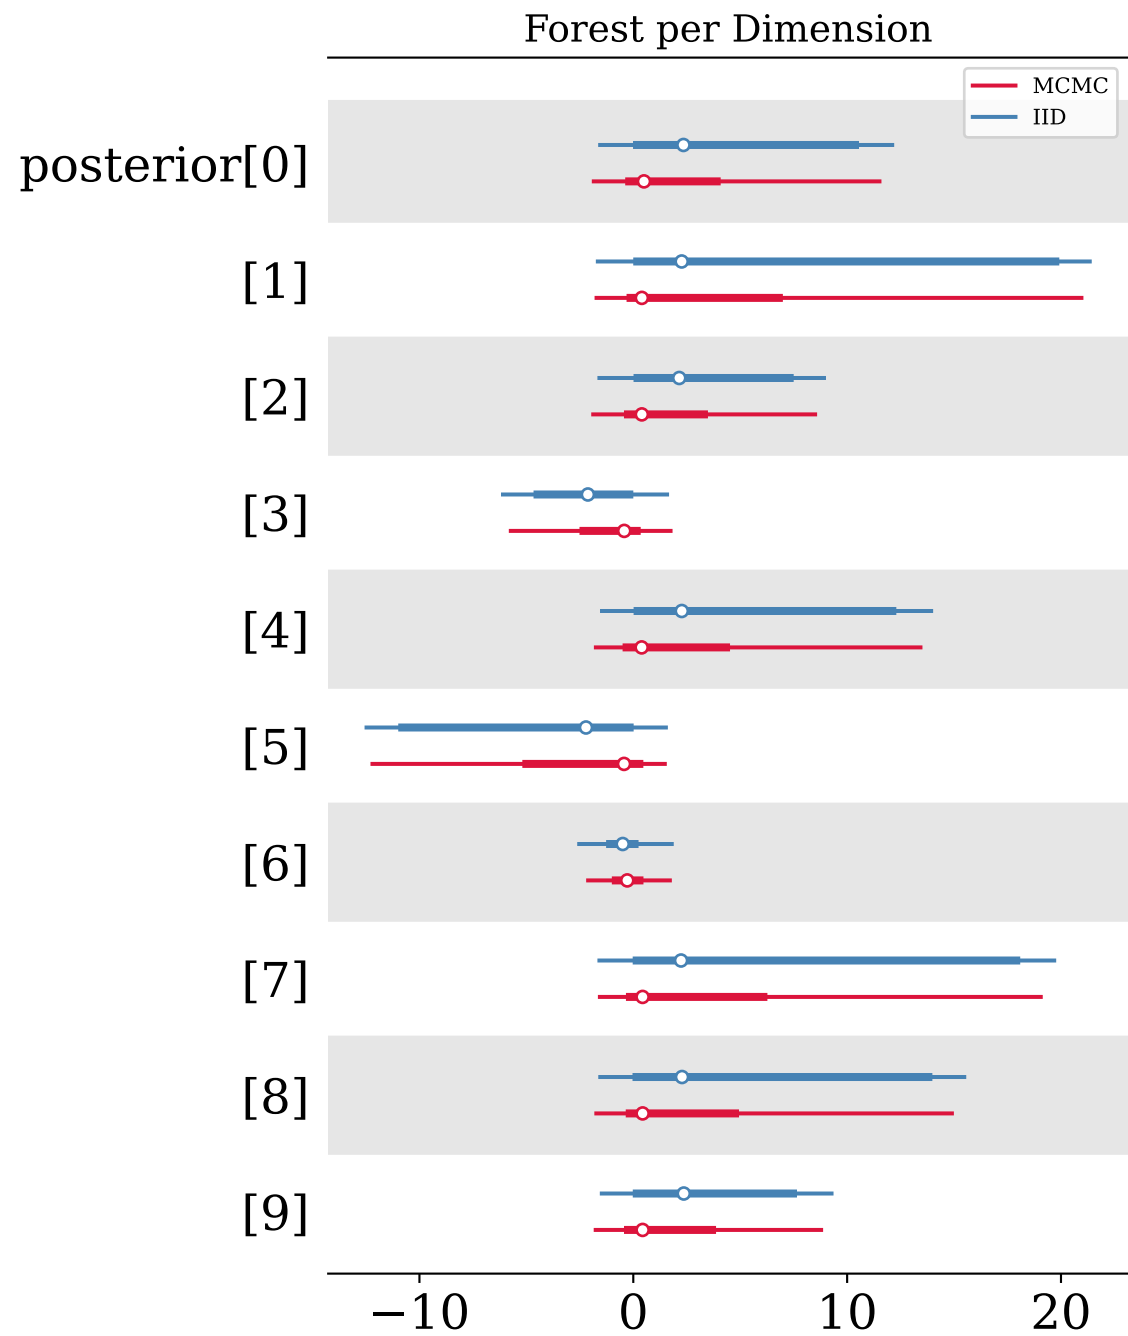 Forest per Dimension
MCMC
IID
posterior[0]
[1]
[2]
[3]
[4]
[5]
[6]
[7]
[8]
[9]
−10 0 10 20